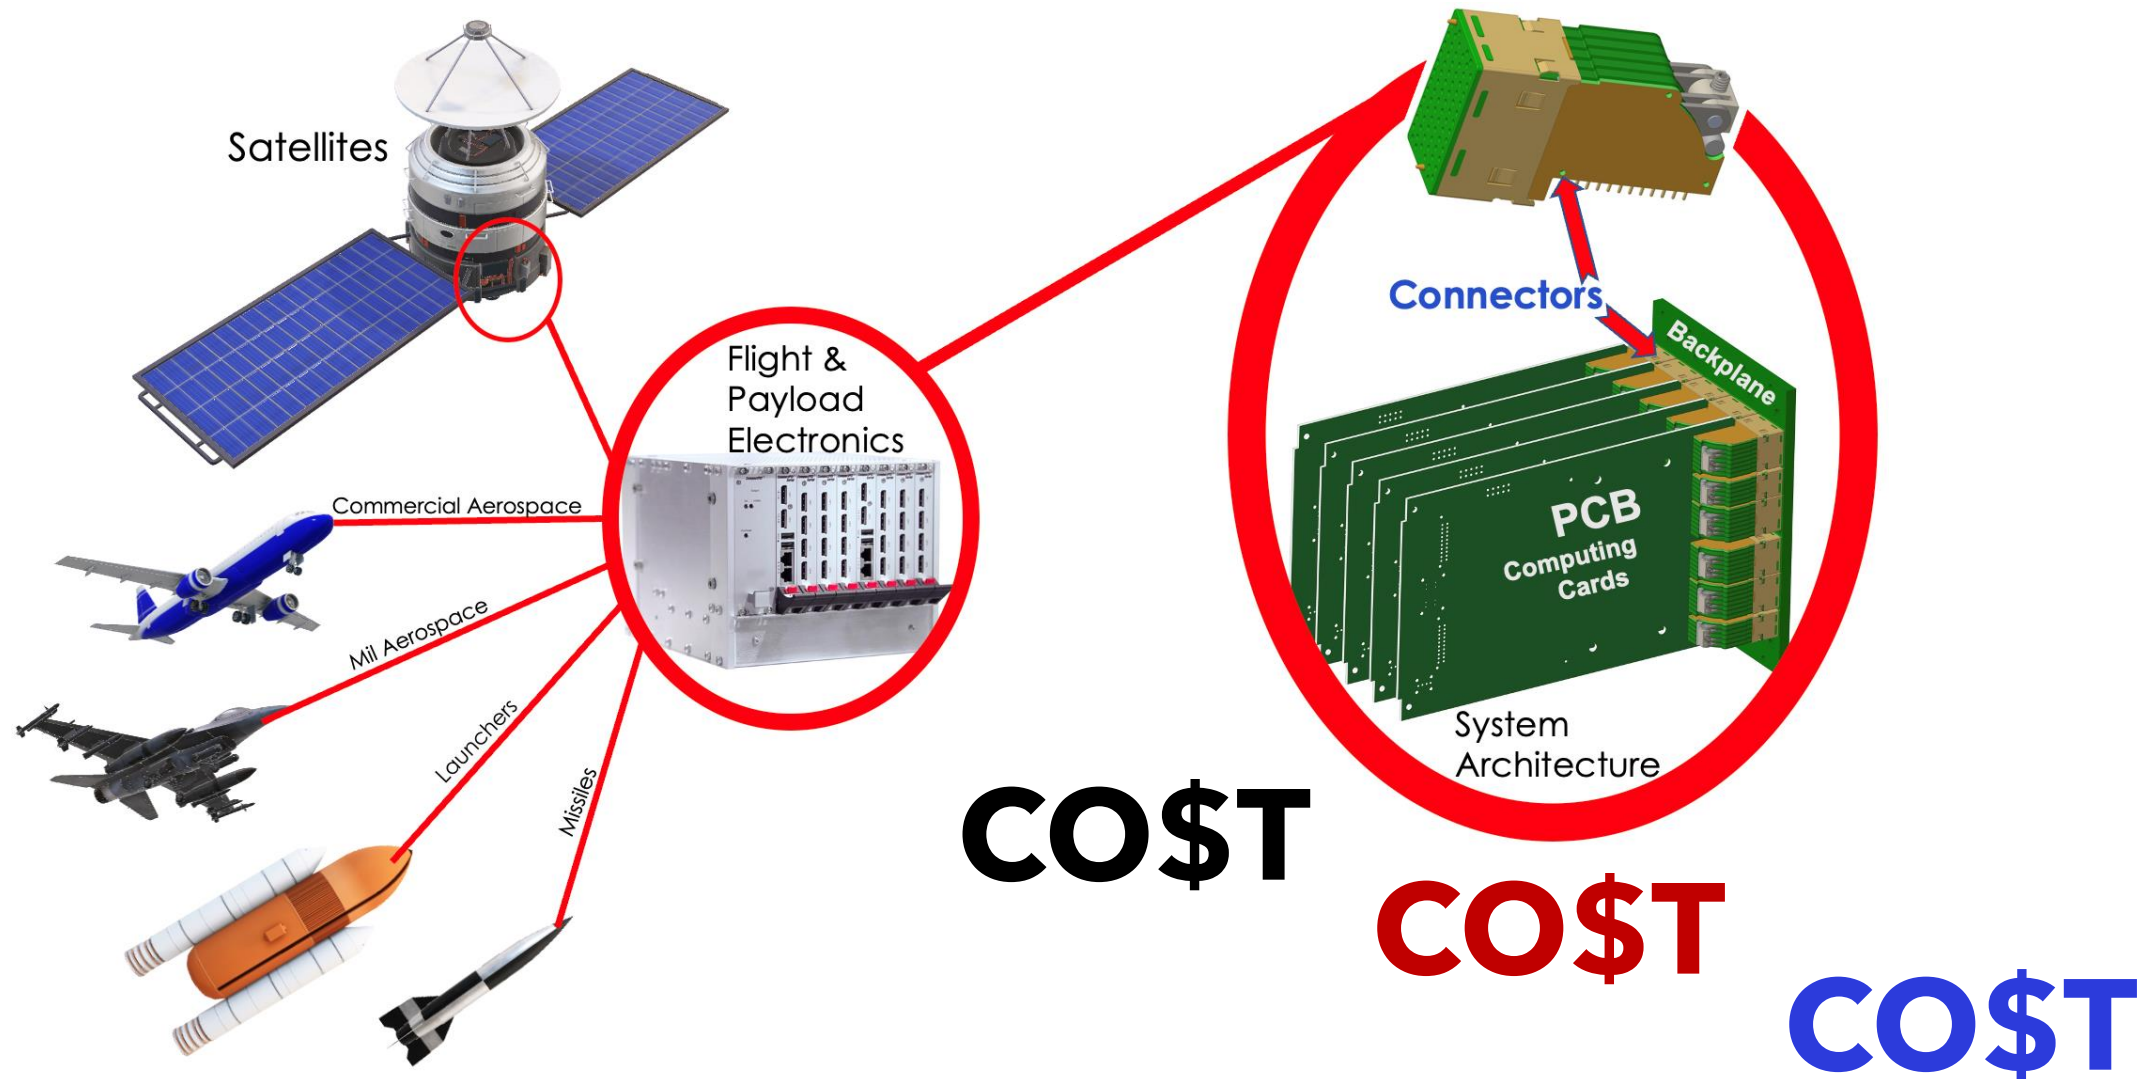 Satellites
Flight &
Payload
Electronics
Commercial Aerospace
Mil Aerospace
Launchers
Missiles
Connectors
Backplane
PCB
Computing
Cards
System
Architecture
CO$T
CO$T
CO$T